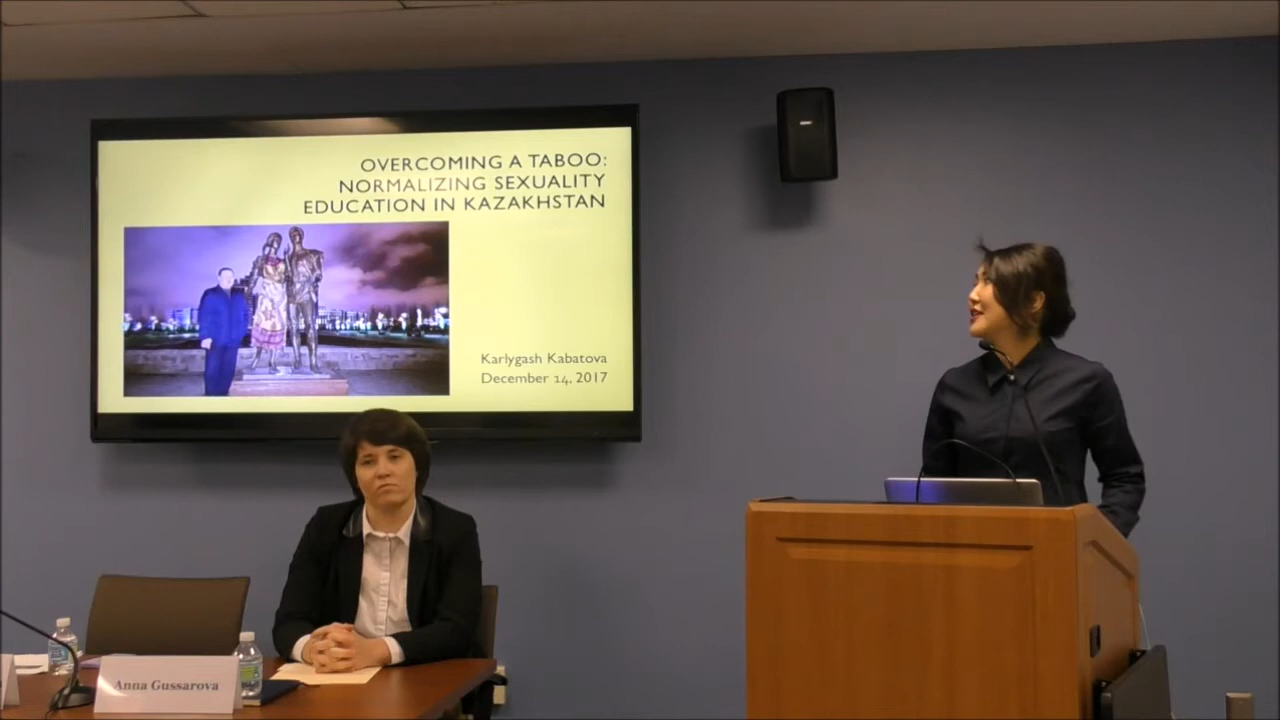 OVERCOMING A TABOO:
NORMALIZING SEXUALITY
EDUCATION IN KAZAKHSTAN
Karlygash Kabatova
December 14, 2017
Anna Gussarova